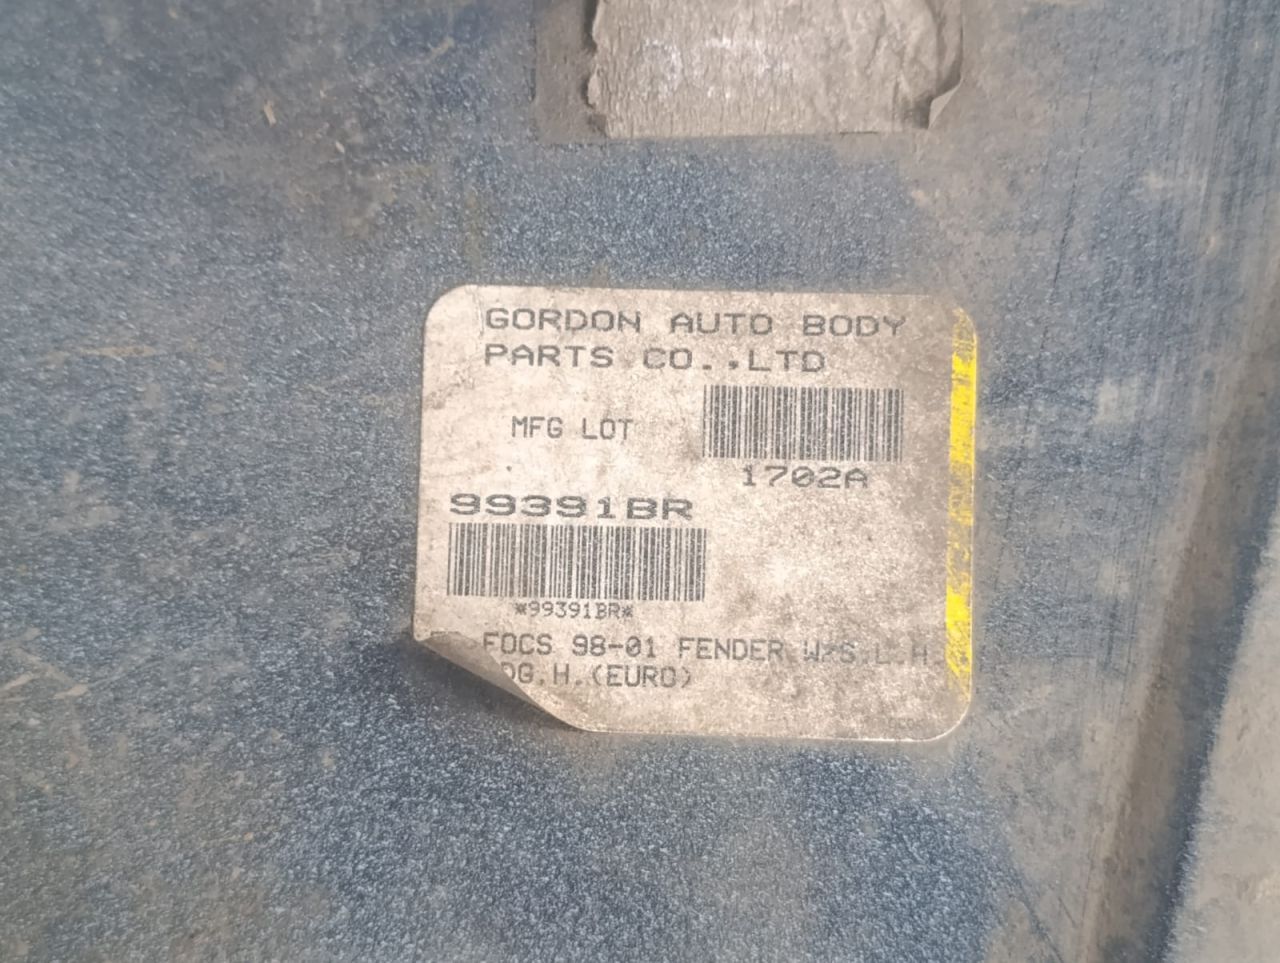 GORDON AUTO BODY
PARTS CO.,LTD
MFG LOT
1702A
99391BR
*99391BR*
FOCS 98-01 FENDER W/S.L.H.
DG.H.(EURO)